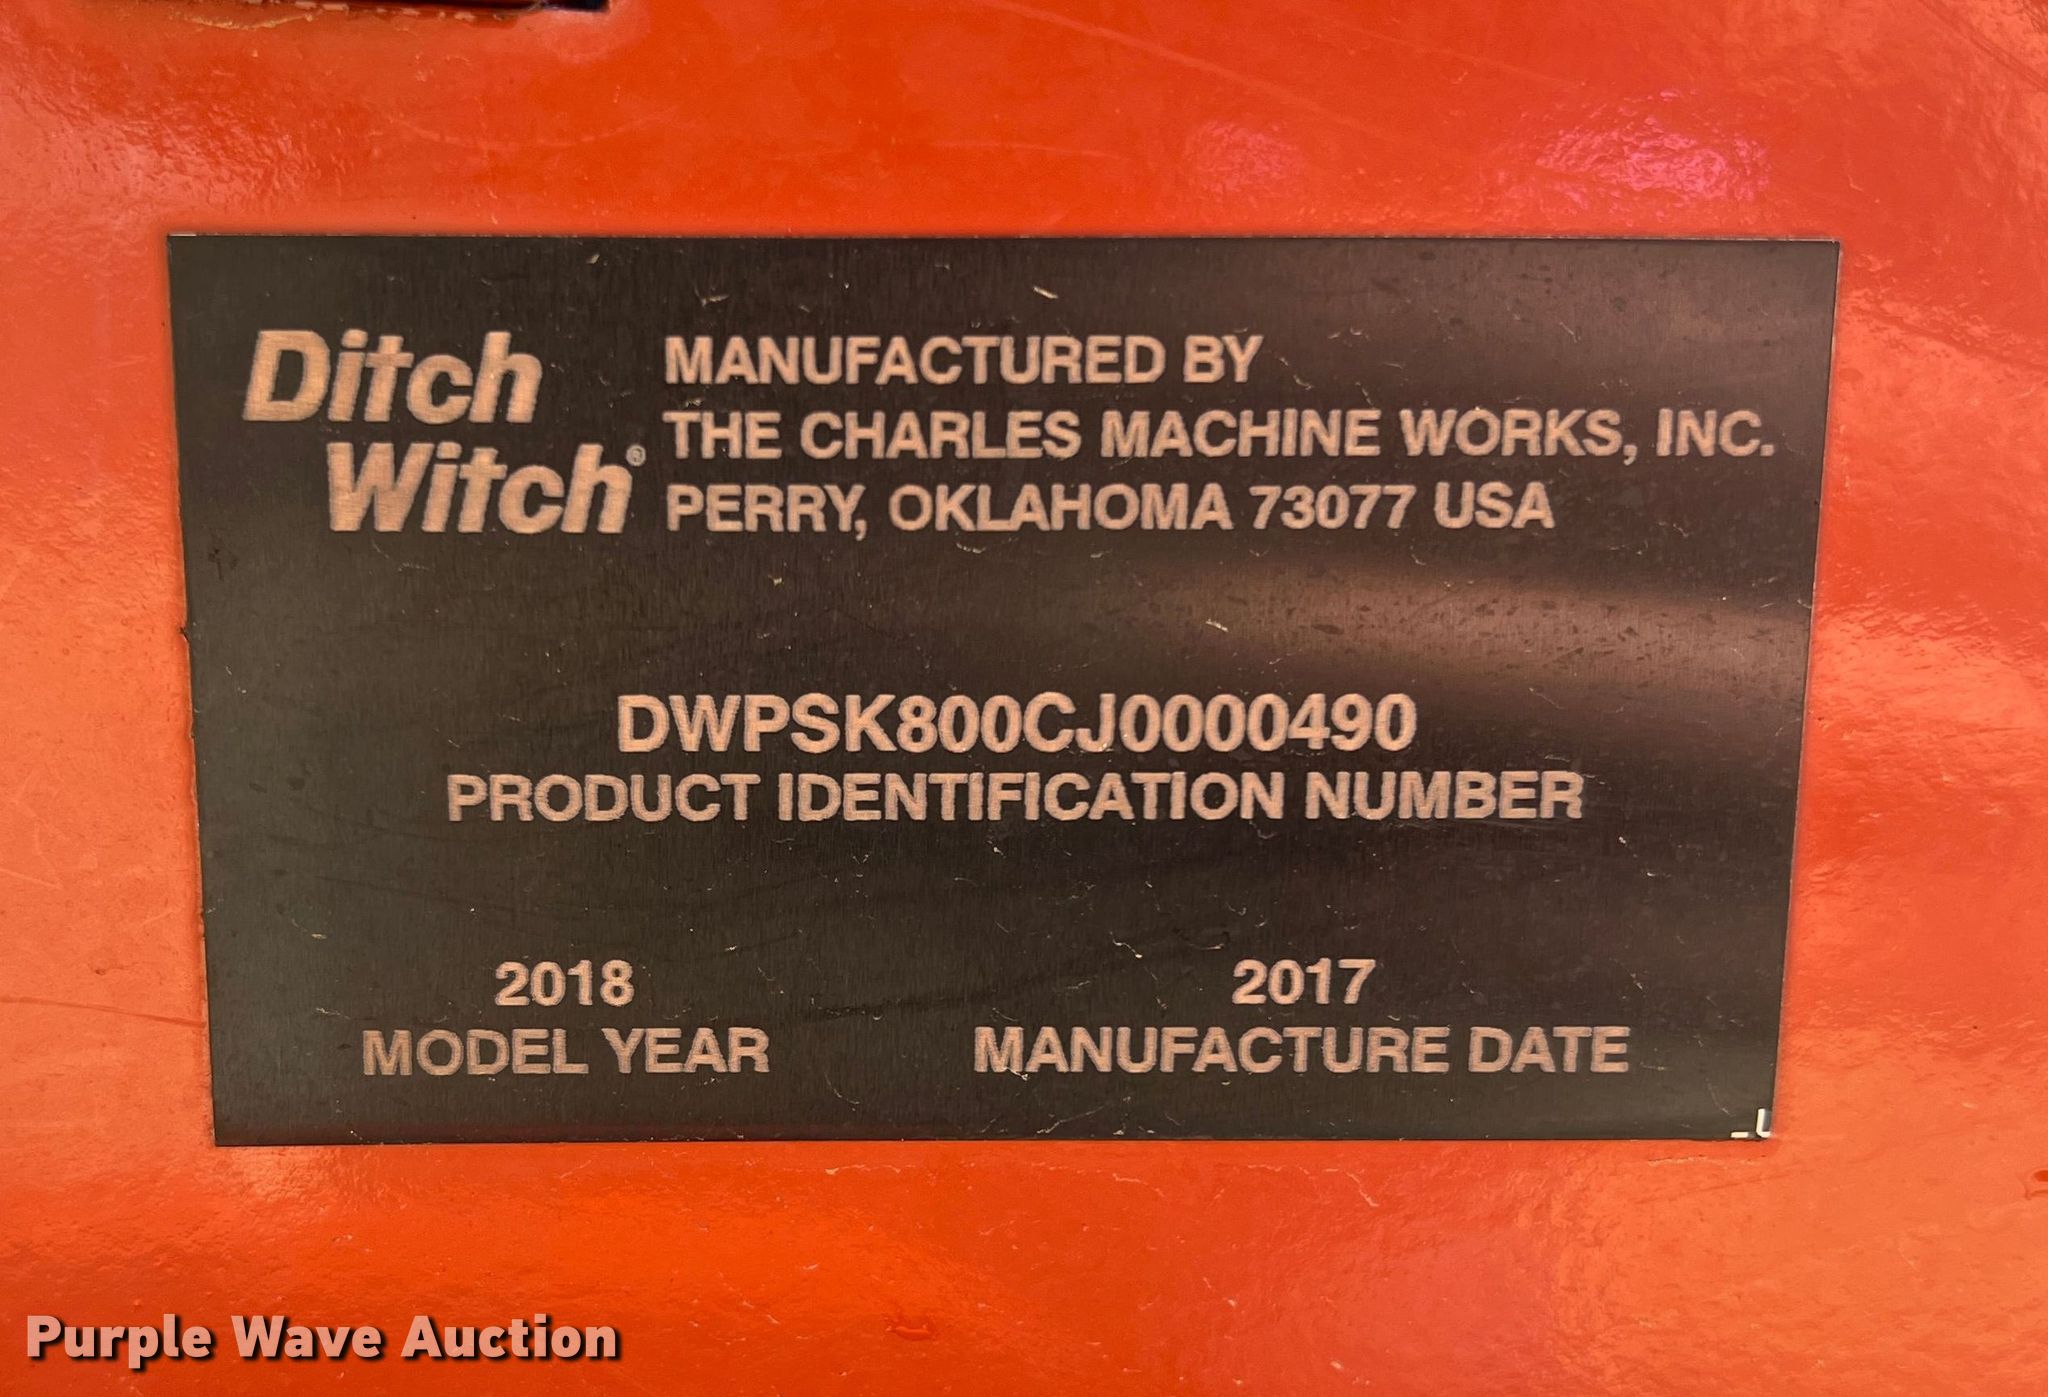 Ditch
Witch®
MANUFACTURED BY
THE CHARLES MACHINE WORKS, INC.
PERRY, OKLAHOMA 73077 USA
DWPSK800CJ0000490
PRODUCT IDENTIFICATION NUMBER
2018
MODEL YEAR
2017
MANUFACTURE DATE
Purple Wave Auction